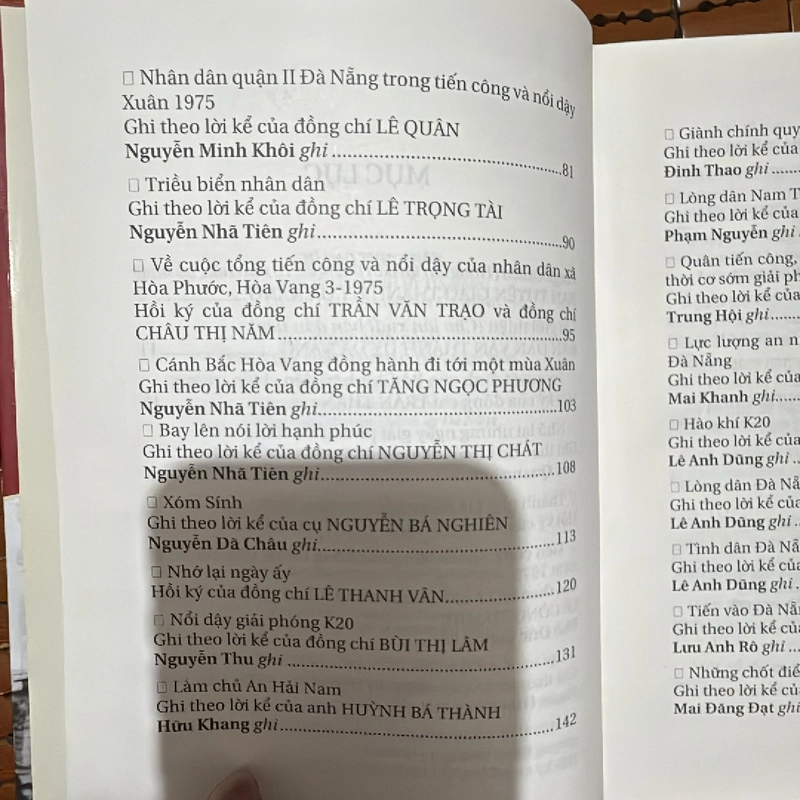 ▯ Nhân dân quận II Đà Nẵng trong tiến công và nổi dậy
Xuân 1975
Ghi theo lời kể của đồng chí LÊ QUÂN
Nguyễn Minh Khôi ghi ............................................81
▯ Triều biển nhân dân
Ghi theo lời kể của đồng chí LÊ TRỌNG TÀI
Nguyễn Nhã Tiên ghi............................................90
▯ Về cuộc tổng tiến công và nổi dậy của nhân dân xã
Hòa Phước, Hòa Vang 3-1975
Hồi ký của đồng chí TRẦN VĂN TRẠO và đồng chí
CHÂU THỊ NĂM ............................................95
▯ Cánh Bắc Hòa Vang đồng hành đi tới một mùa Xuân
Ghi theo lời kể của đồng chí TĂNG NGỌC PHƯƠNG
Nguyễn Nhã Tiên ghi............................................103
▯ Bay lên nói lời hạnh phúc
Ghi theo lời kể của đồng chí NGUYỄN THỊ CHÁT
Nguyễn Nhã Tiên ghi............................................108
▯ Xóm Sính
Ghi theo lời kể của cụ NGUYỄN BÁ NGHIÊN
Nguyễn Dã Châu ghi............................................113
▯ Nhớ lại ngày ấy
Hồi ký của đồng chí LÊ THANH VÂN......................120
▯ Nổi dậy giải phóng K20
Ghi theo lời kể của đồng chí BÙI THỊ LÂM
Nguyễn Thu ghi ............................................131
▯ Làm chủ An Hải Nam
Ghi theo lời kể của anh HUỲNH BÁ THÀNH
Hữu Khang ghi............................................142
▯ Giành chính quy
Ghi theo lời kể của
Đinh Thao ghi
▯ Lòng dân Nam T
Ghi theo lời kể của
Phạm Nguyễn ghi
▯ Quân tiến công,
thời cơ sớm giải ph
Ghi theo lời kể của
Trung Hội ghi
▯ Lực lượng an n
Đà Nẵng
Ghi theo lời kể của
Mai Khanh ghi
▯ Hào khí K20
Ghi theo lời kể của
Lê Anh Dũng ghi
▯ Lòng dân Đà Nẵ
Ghi theo lời kể của
Lê Anh Dũng ghi
▯ Tình dân Đà Nẵn
Ghi theo lời kể của
Lê Anh Dũng ghi
▯ Tiến vào Đà Nẵn
Ghi theo lời kể của
Lưu Anh Rô ghi
▯ Những chốt điể
Ghi theo lời kể của
Mai Đăng Đạt ghi